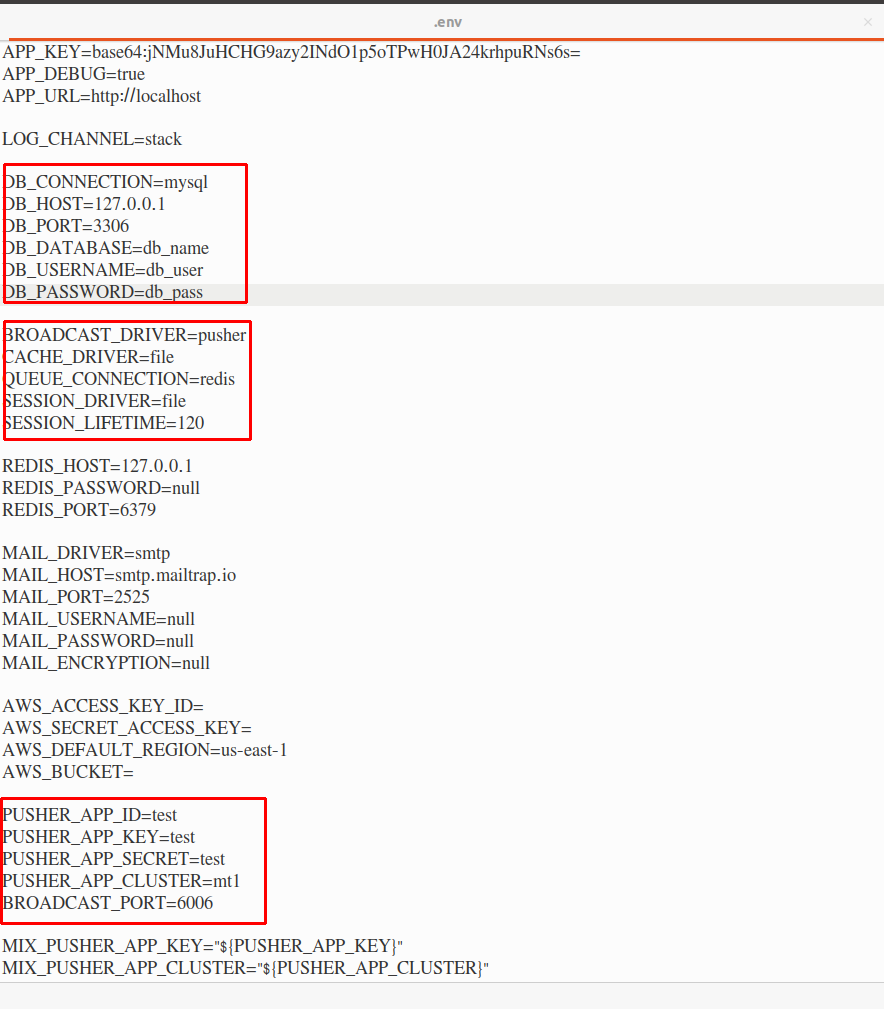 .env
APP_KEY=base64:jNMu8JuHCHG9azy2INdO1p5oTPwH0JA24krhpuRNs6s=
APP_DEBUG=true
APP_URL=http://localhost
LOG_CHANNEL=stack
DB_CONNECTION=mysql
DB_HOST=127.0.0.1
DB_PORT=3306
DB_DATABASE=db_name
DB_USERNAME=db_user
DB_PASSWORD=db_pass
BROADCAST_DRIVER=pusher
CACHE_DRIVER=file
QUEUE_CONNECTION=redis
SESSION_DRIVER=file
SESSION_LIFETIME=120
REDIS_HOST=127.0.0.1
REDIS_PASSWORD=null
REDIS_PORT=6379
MAIL_DRIVER=smtp
MAIL_HOST=smtp.mailtrap.io
MAIL_PORT=2525
MAIL_USERNAME=null
MAIL_PASSWORD=null
MAIL_ENCRYPTION=null
AWS_ACCESS_KEY_ID=
AWS_SECRET_ACCESS_KEY=
AWS_DEFAULT_REGION=us-east-1
AWS_BUCKET=
PUSHER_APP_ID=test
PUSHER_APP_KEY=test
PUSHER_APP_SECRET=test
PUSHER_APP_CLUSTER=mt1
BROADCAST_PORT=6006
MIX_PUSHER_APP_KEY="${PUSHER_APP_KEY}"
MIX_PUSHER_APP_CLUSTER="${PUSHER_APP_CLUSTER}"